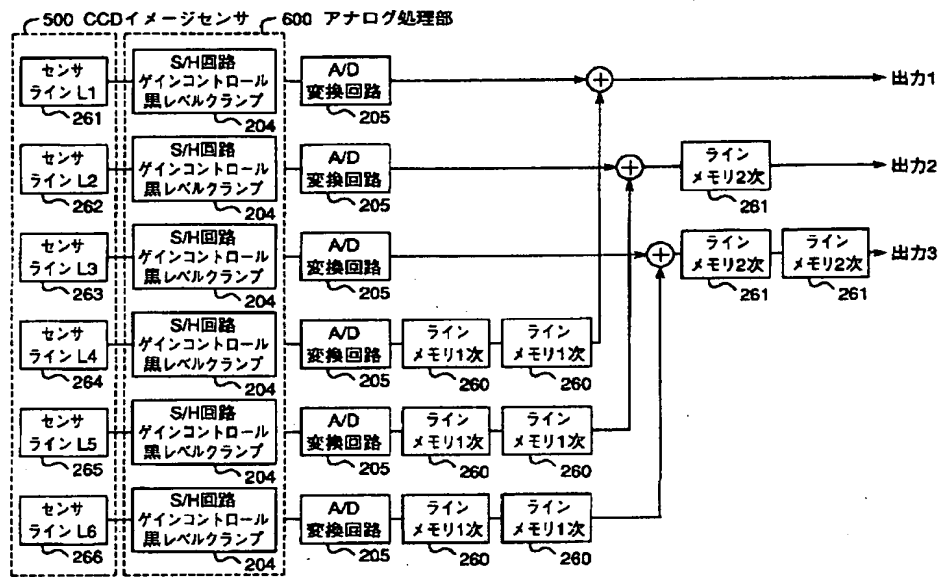 500 CCDイメージセンサ
600 アナログ処理部
センサ
ラインL1
261
S/H回路
ゲインコントロール
黒レベルクランプ
204
A/D
変換回路
205
出力1
センサ
ラインL2
262
S/H回路
ゲインコントロール
黒レベルクランプ
204
A/D
変換回路
205
ライン
メモリ2次
261
出力2
センサ
ラインL3
263
S/H回路
ゲインコントロール
黒レベルクランプ
204
A/D
変換回路
205
ライン
メモリ2次
261
ライン
メモリ2次
261
出力3
センサ
ラインL4
264
S/H回路
ゲインコントロール
黒レベルクランプ
204
A/D
変換回路
205
ライン
メモリ1次
260
ライン
メモリ1次
260
センサ
ラインL5
265
S/H回路
ゲインコントロール
黒レベルクランプ
204
A/D
変換回路
205
ライン
メモリ1次
260
ライン
メモリ1次
260
センサ
ラインL6
266
S/H回路
ゲインコントロール
黒レベルクランプ
204
A/D
変換回路
205
ライン
メモリ1次
260
ライン
メモリ1次
260